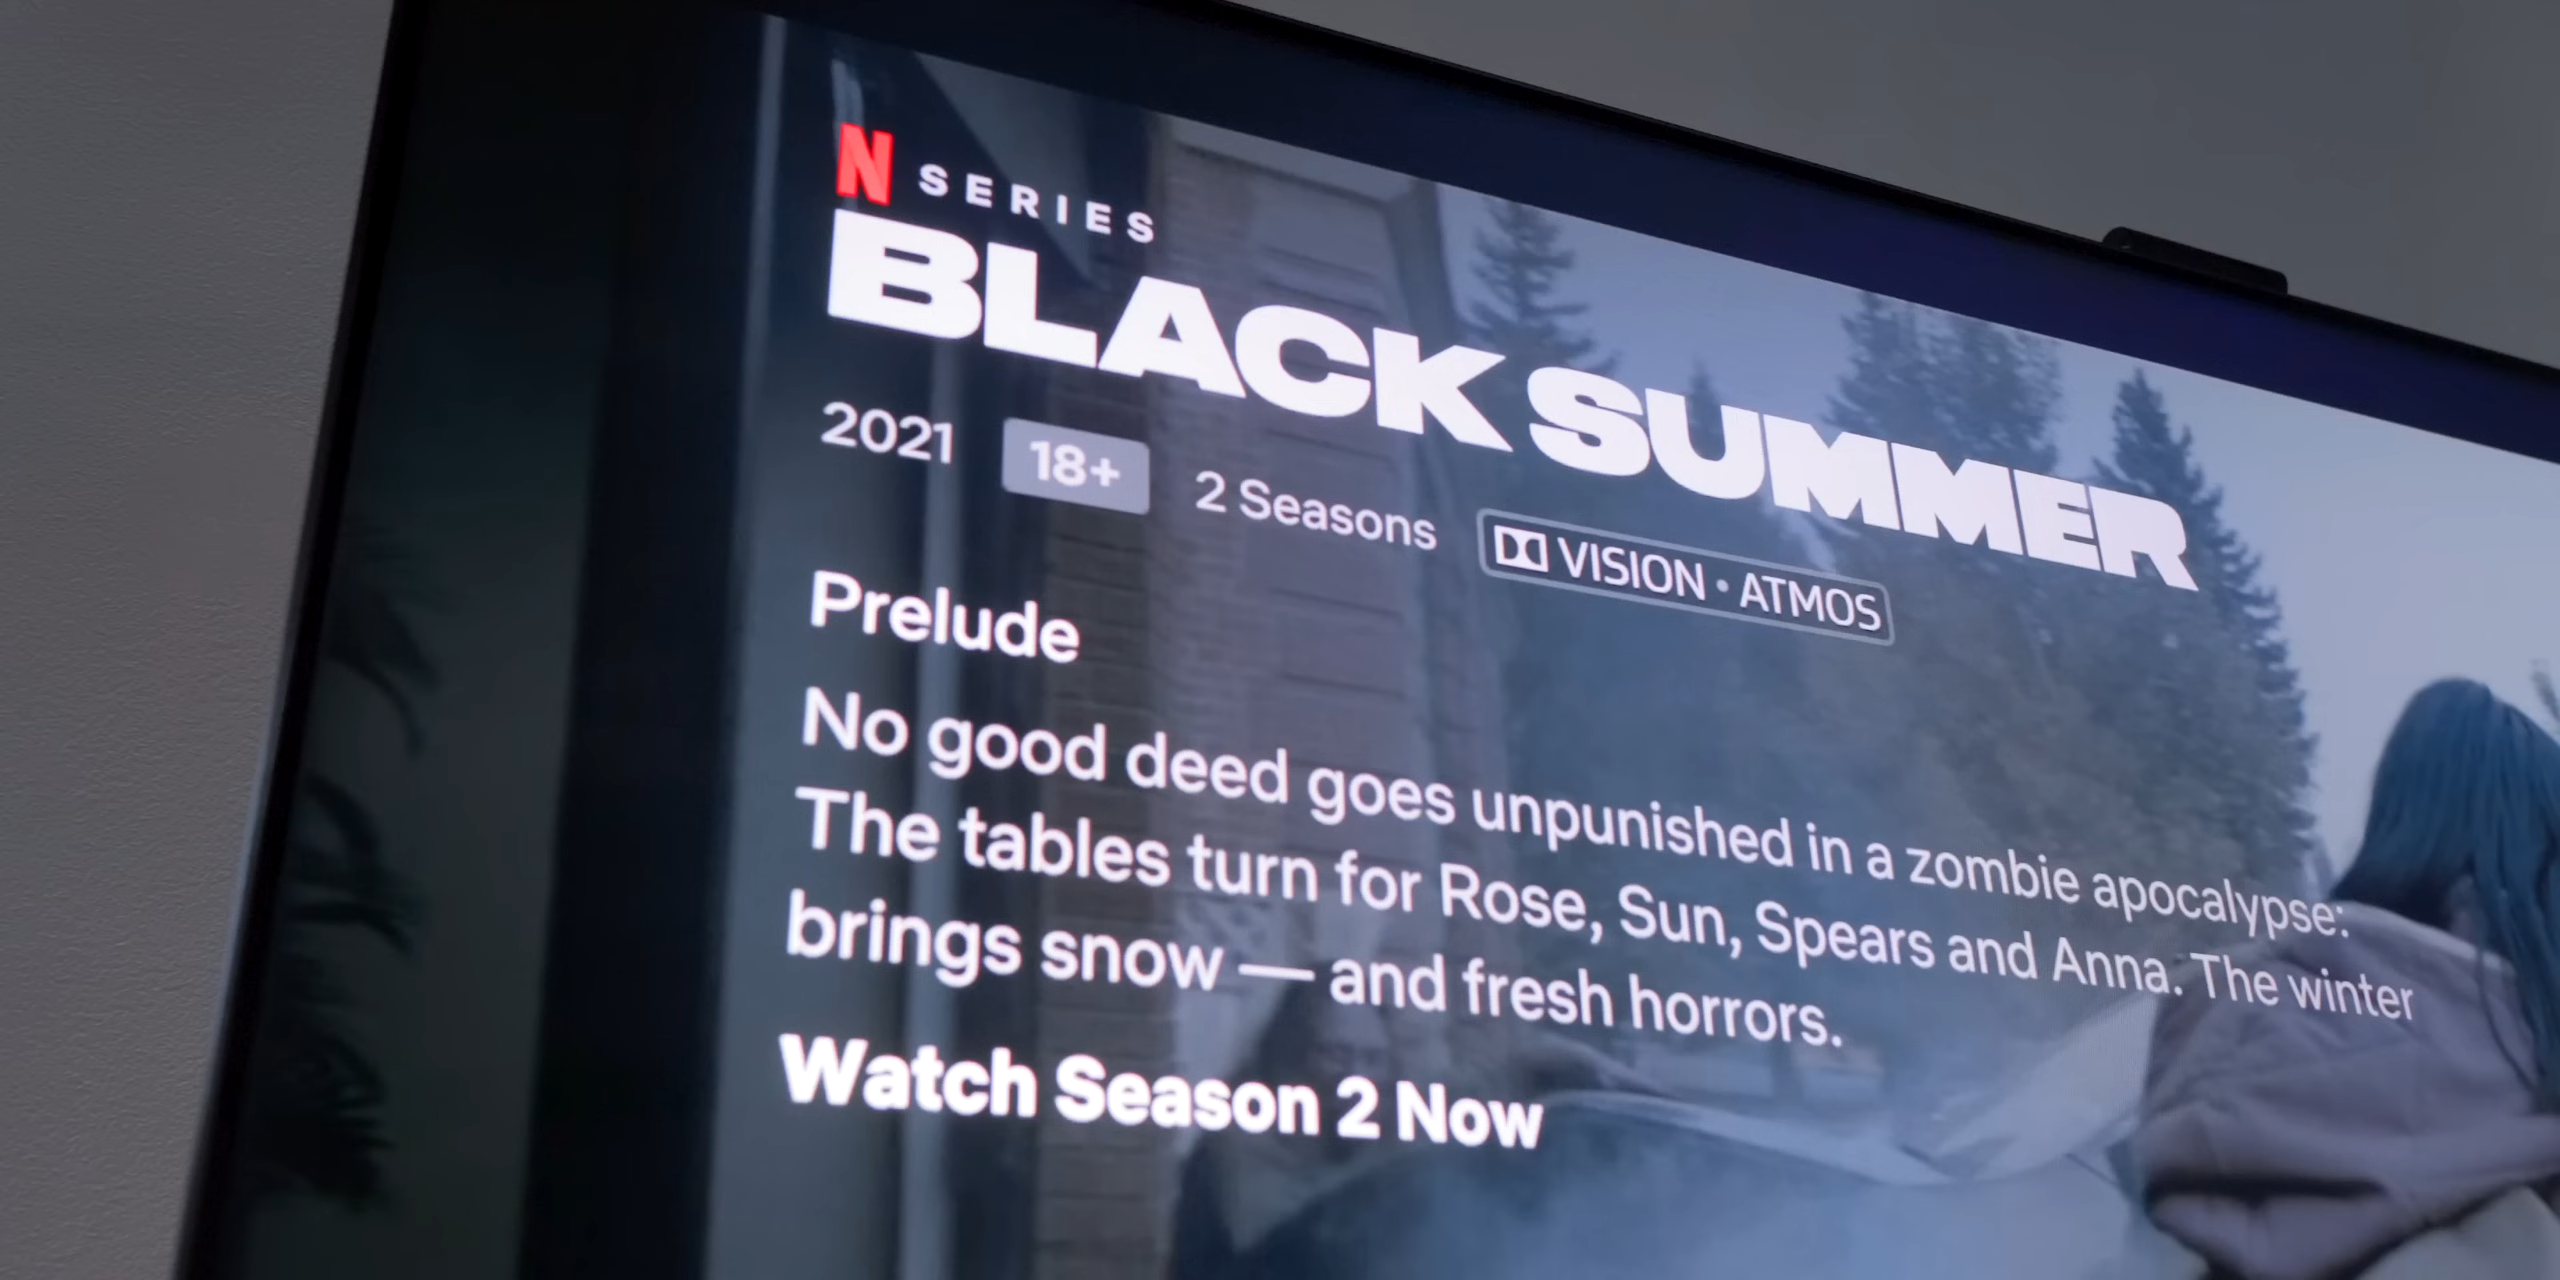 N SERIES
BLACK SUMMER
2021 18+ 2 Seasons VISION • ATMOS
Prelude
No good deed goes unpunished in a zombie apocalypse:
The tables turn for Rose, Sun, Spears and Anna. The winter
brings snow — and fresh horrors.
Watch Season 2 Now